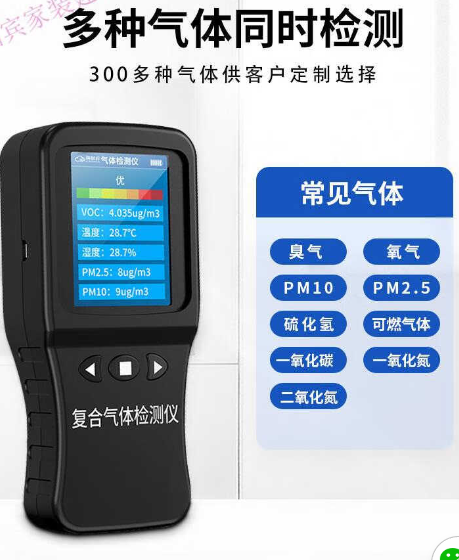 宾家装
多种气体同时检测
300多种气体供客户定制选择
气体检测仪
优
VOC: 4.035ug/m3
温度: 28.7℃
湿度: 28.7%
PM2.5: 8ug/m3
PM10: 9ug/m3
复合气体检测仪
常见气体
臭气 氧气
PM10 PM2.5
硫化氢 可燃气体
一氧化碳 一氧化氮
二氧化氮